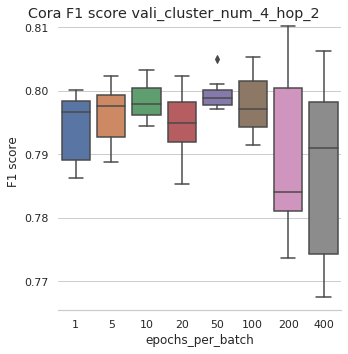 Cora F1 score vali_cluster_num_4_hop_2
0.81
0.80
0.79
0.78
0.77
F1 score
1 5 10 20 50 100 200 400
epochs_per_batch